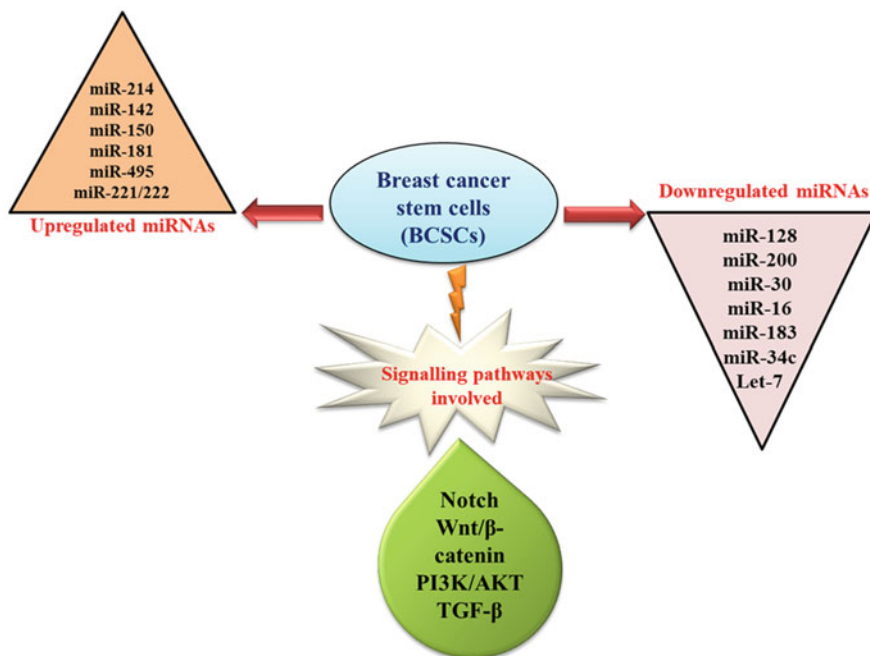 miR-214
miR-142
miR-150
miR-181
miR-495
miR-221/222
Upregulated miRNAs
Breast cancer
stem cells
(BCSCs)
Downregulated miRNAs
miR-128
miR-200
miR-30
miR-16
miR-183
miR-34c
Let-7
Signalling pathways
involved
Notch
Wnt/β-
catenin
PI3K/AKT
TGF-β